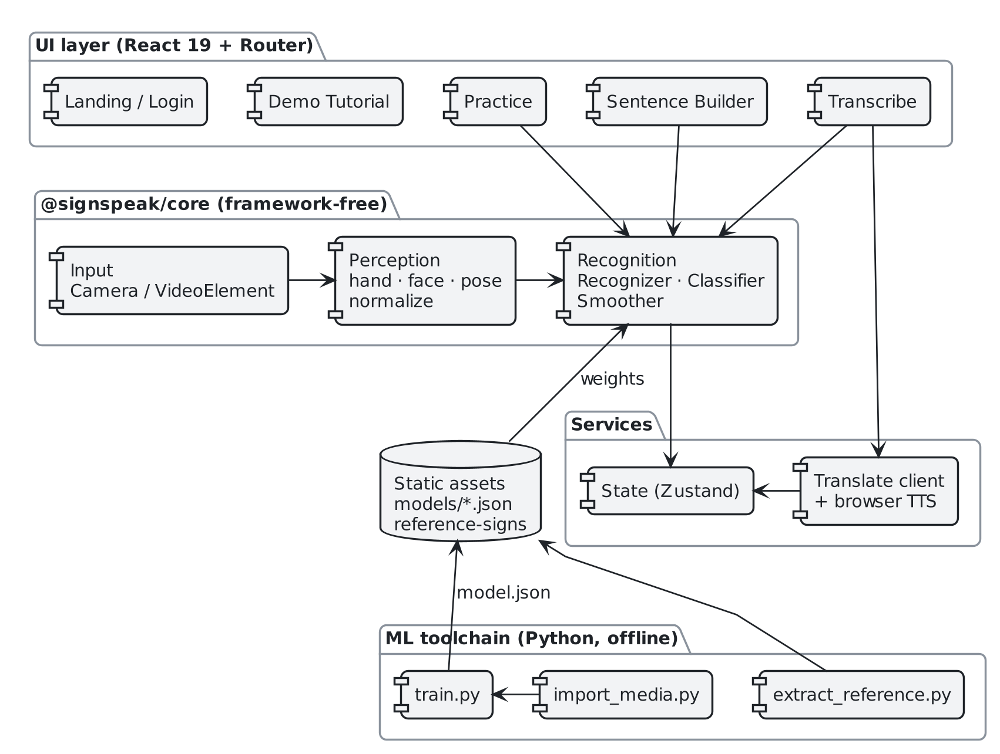 UI layer (React 19 + Router)
Landing / Login
Demo Tutorial
Practice
Sentence Builder
Transcribe
@signspeak/core (framework-free)
Input
Camera / VideoElement
Perception
hand · face · pose
normalize
Recognition
Recognizer · Classifier
Smoother
weights
Services
State (Zustand)
Translate client
+ browser TTS
Static assets
models/*.json
reference-signs
model.json
ML toolchain (Python, offline)
train.py
import_media.py
extract_reference.py